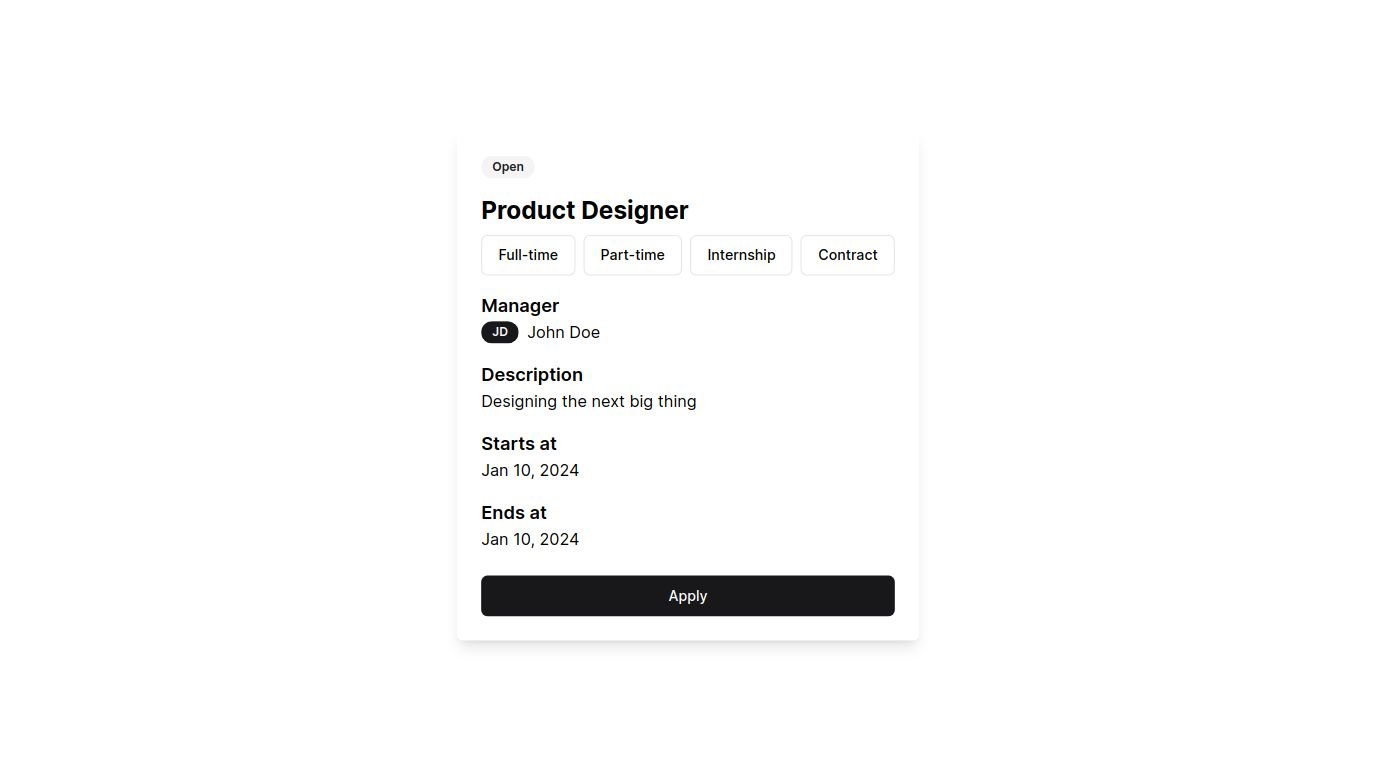 Open
Product Designer
Full-time Part-time Internship Contract
Manager
JD John Doe
Description
Designing the next big thing
Starts at
Jan 10, 2024
Ends at
Jan 10, 2024
Apply